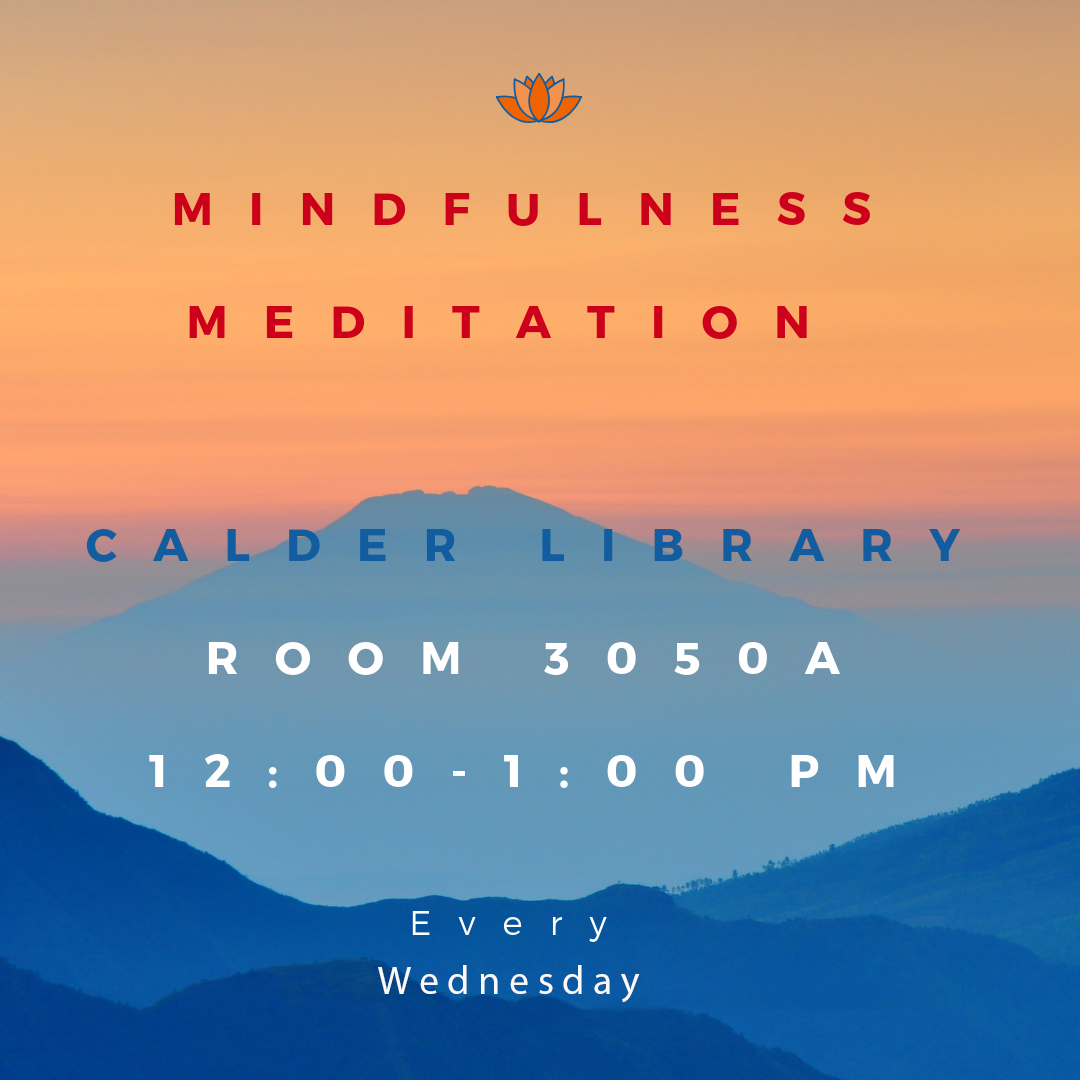 MINDFULNESS
MEDITATION
CALDER LIBRARY
ROOM 3050A
12:00-1:00 PM
Every
Wednesday